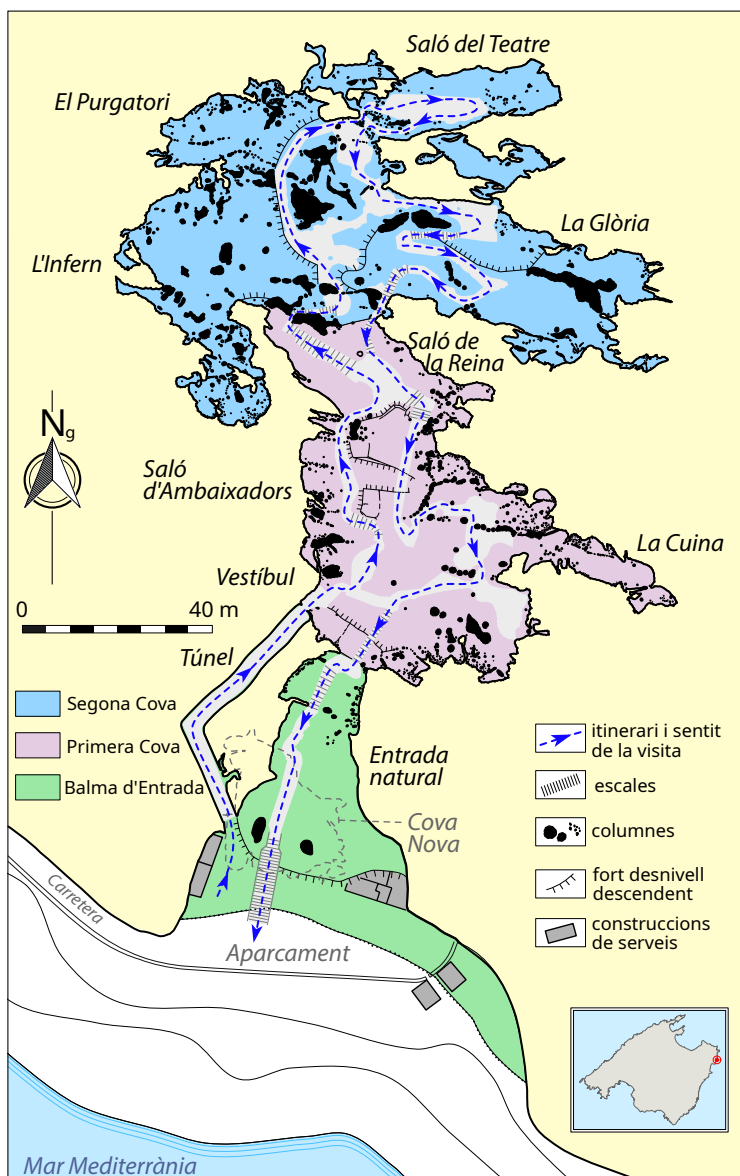 Saló del Teatre
El Purgatori
La Glòria
L'Infern
Saló de
la Reina
Ng
Saló
d'Ambaixadors
La Cuina
Vestíbul
0 40 m
Túnel
Segona Cova
Primera Cova
Balma d'Entrada
Entrada
natural
Cova
Nova
itinerari i sentit
de la visita
escales
columnes
fort desnivell
descendent
construccions
de serveis
Carretera
Aparcament
Mar Mediterrània